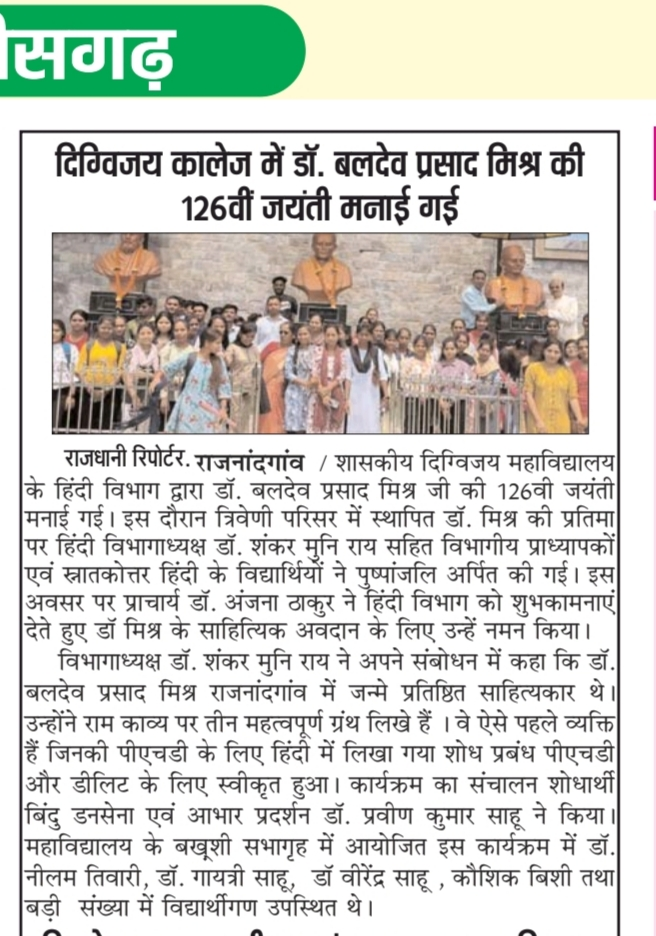 सगढ़
दिग्विजय कालेज में डॉ. बलदेव प्रसाद मिश्र की
126वीं जयंती मनाई गई
राजधानी रिपोर्टर. राजनांदगांव / शासकीय दिग्विजय महाविद्यालय
के हिंदी विभाग द्वारा डॉ. बलदेव प्रसाद मिश्र जी की 126वी जयंती
मनाई गई। इस दौरान त्रिवेणी परिसर में स्थापित डॉ. मिश्र की प्रतिमा
पर हिंदी विभागाध्यक्ष डॉ. शंकर मुनि राय सहित विभागीय प्राध्यापकों
एवं स्नातकोत्तर हिंदी के विद्यार्थियों ने पुष्पांजलि अर्पित की गई। इस
अवसर पर प्राचार्य डॉ. अंजना ठाकुर ने हिंदी विभाग को शुभकामनाएं
देते हुए डॉ मिश्र के साहित्यिक अवदान के लिए उन्हें नमन किया।
विभागाध्यक्ष डॉ. शंकर मुनि राय ने अपने संबोधन में कहा कि डॉ.
बलदेव प्रसाद मिश्र राजनांदगांव में जन्मे प्रतिष्ठित साहित्यकार थे।
उन्होंने राम काव्य पर तीन महत्वपूर्ण ग्रंथ लिखे हैं । वे ऐसे पहले व्यक्ति
हैं जिनकी पीएचडी के लिए हिंदी में लिखा गया शोध प्रबंध पीएचडी
और डीलिट के लिए स्वीकृत हुआ। कार्यक्रम का संचालन शोधार्थी
बिंदु डनसेना एवं आभार प्रदर्शन डॉ. प्रवीण कुमार साहू ने किया।
महाविद्यालय के बख्शी सभागृह में आयोजित इस कार्यक्रम में डॉ.
नीलम तिवारी, डॉ. गायत्री साहू, डॉ वीरेंद्र साहू , कौशिक बिशी तथा
बड़ी संख्या में विद्यार्थीगण उपस्थित थे।